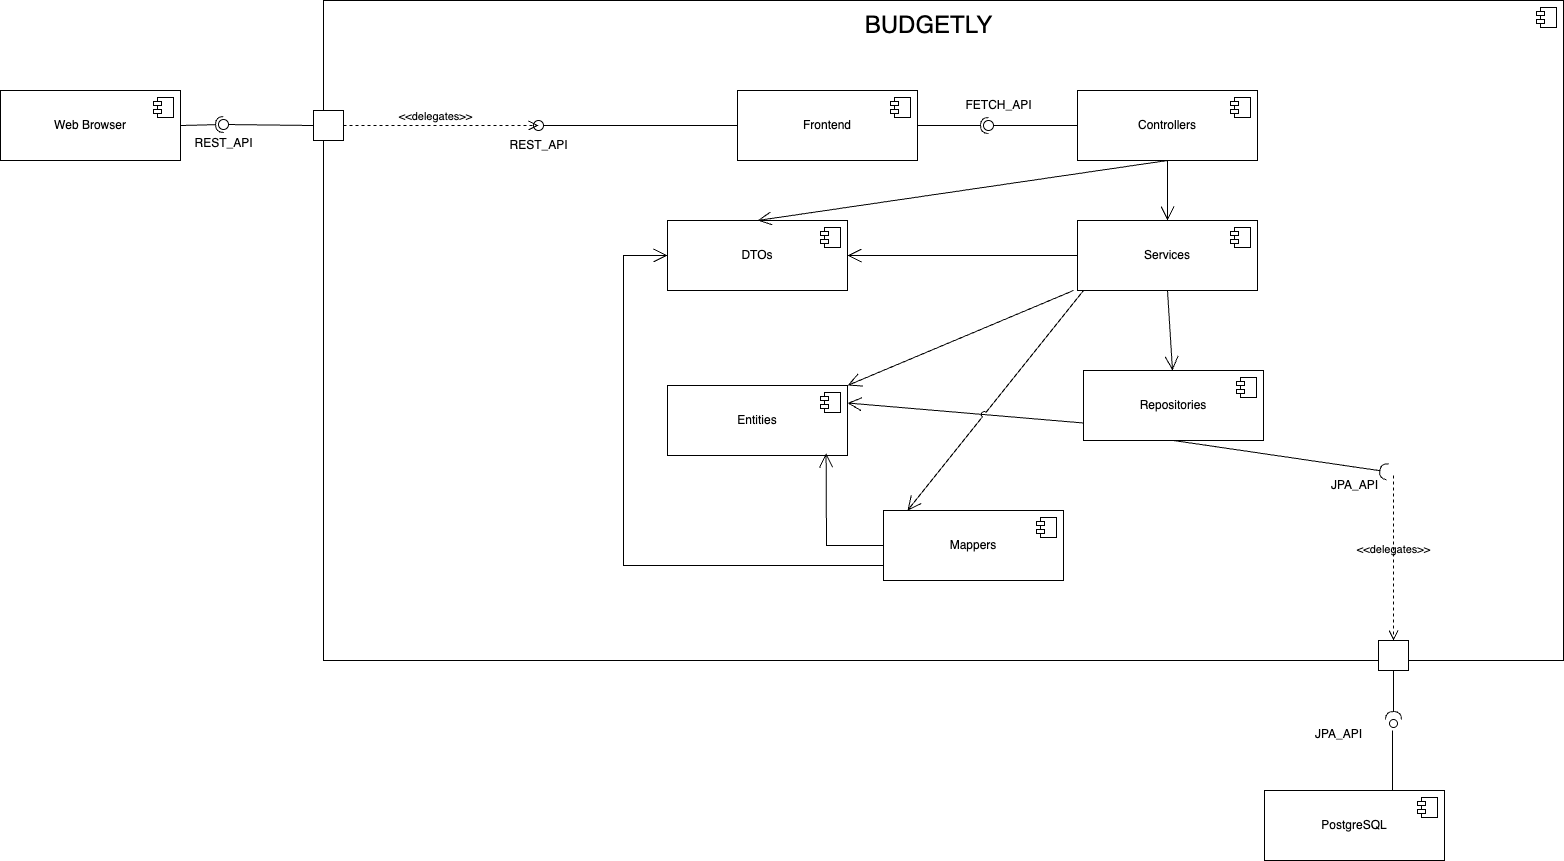 BUDGETLY
Web Browser
REST_API
<<delegates>>
REST_API
Frontend
FETCH_API
Controllers
DTOs
Services
Entities
Repositories
JPA_API
<<delegates>>
Mappers
JPA_API
PostgreSQL